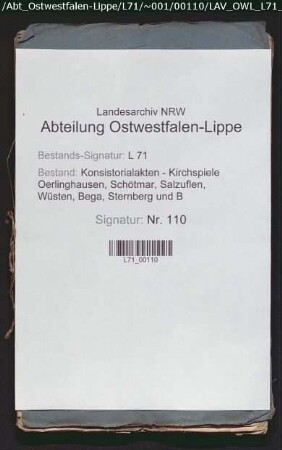 /Abt_Ostwestfalen-Lippe/L71/~001/00110/LAV_OWL_L71_
Landesarchiv NRW
Abteilung Ostwestfalen-Lippe
Bestands-Signatur: L 71
Bestand: Konsistorialakten - Kirchspiele
Oerlinghausen, Schötmar, Salzuflen,
Wüsten, Bega, Sternberg und B
Signatur: Nr. 110
L71_00110